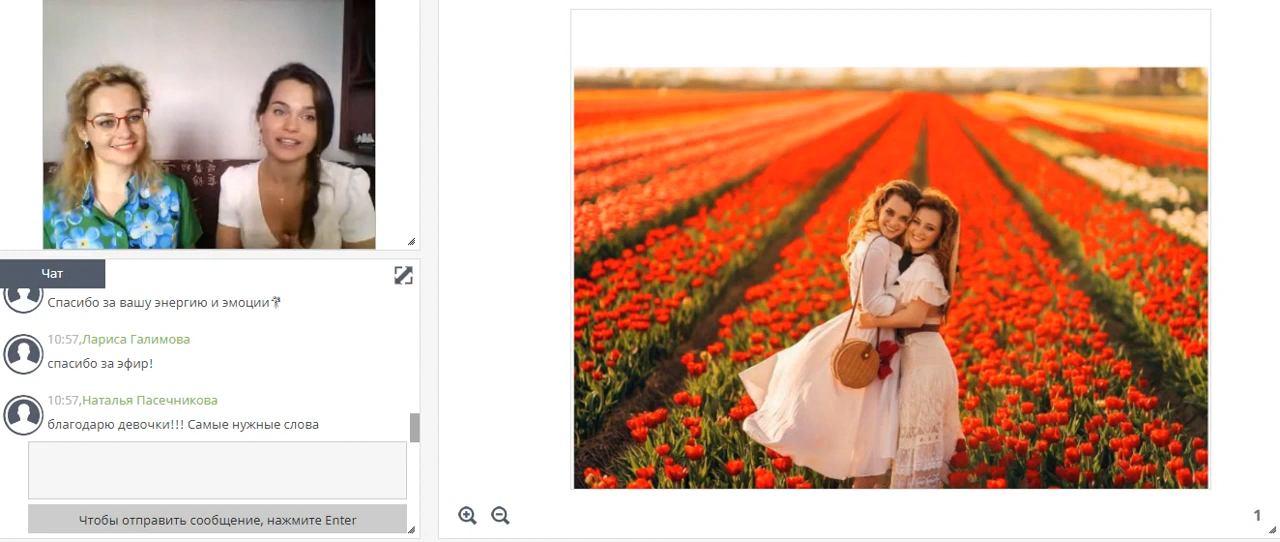 Чат
Спасибо за вашу энергию и эмоции
10:57,Лариса Галимова
спасибо за эфир!
10:57,Наталья Пасечникова
благодарю девочки!!! Самые нужные слова
Чтобы отправить сообщение, нажмите Enter
1